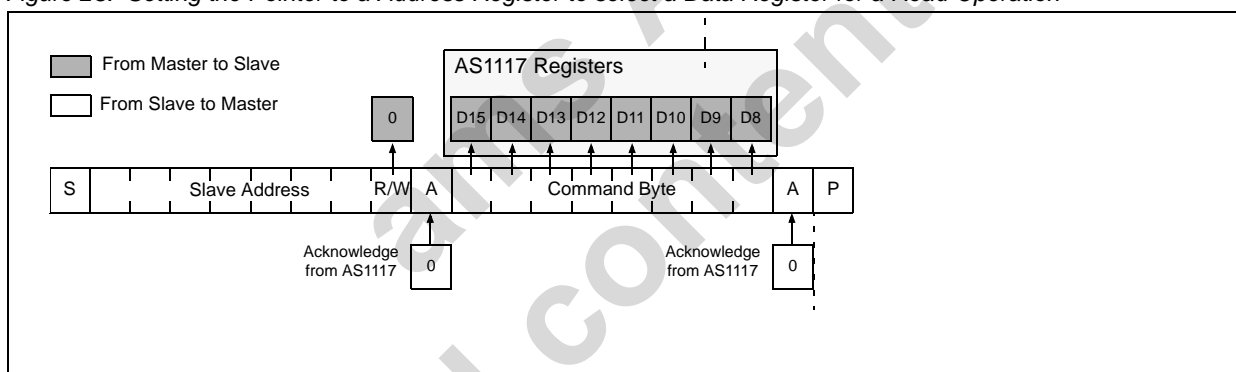 Figure 23. Setting the Pointer to a Address Register to select a Data Register for a Read Operation
From Master to Slave
From Slave to Master
AS1117 Registers
0
D15 D14 D13 D12 D11 D10 D9 D8
S Slave Address R/W A Command Byte A P
Acknowledge
from AS1117
0
Acknowledge
from AS1117
0
ams A
l content